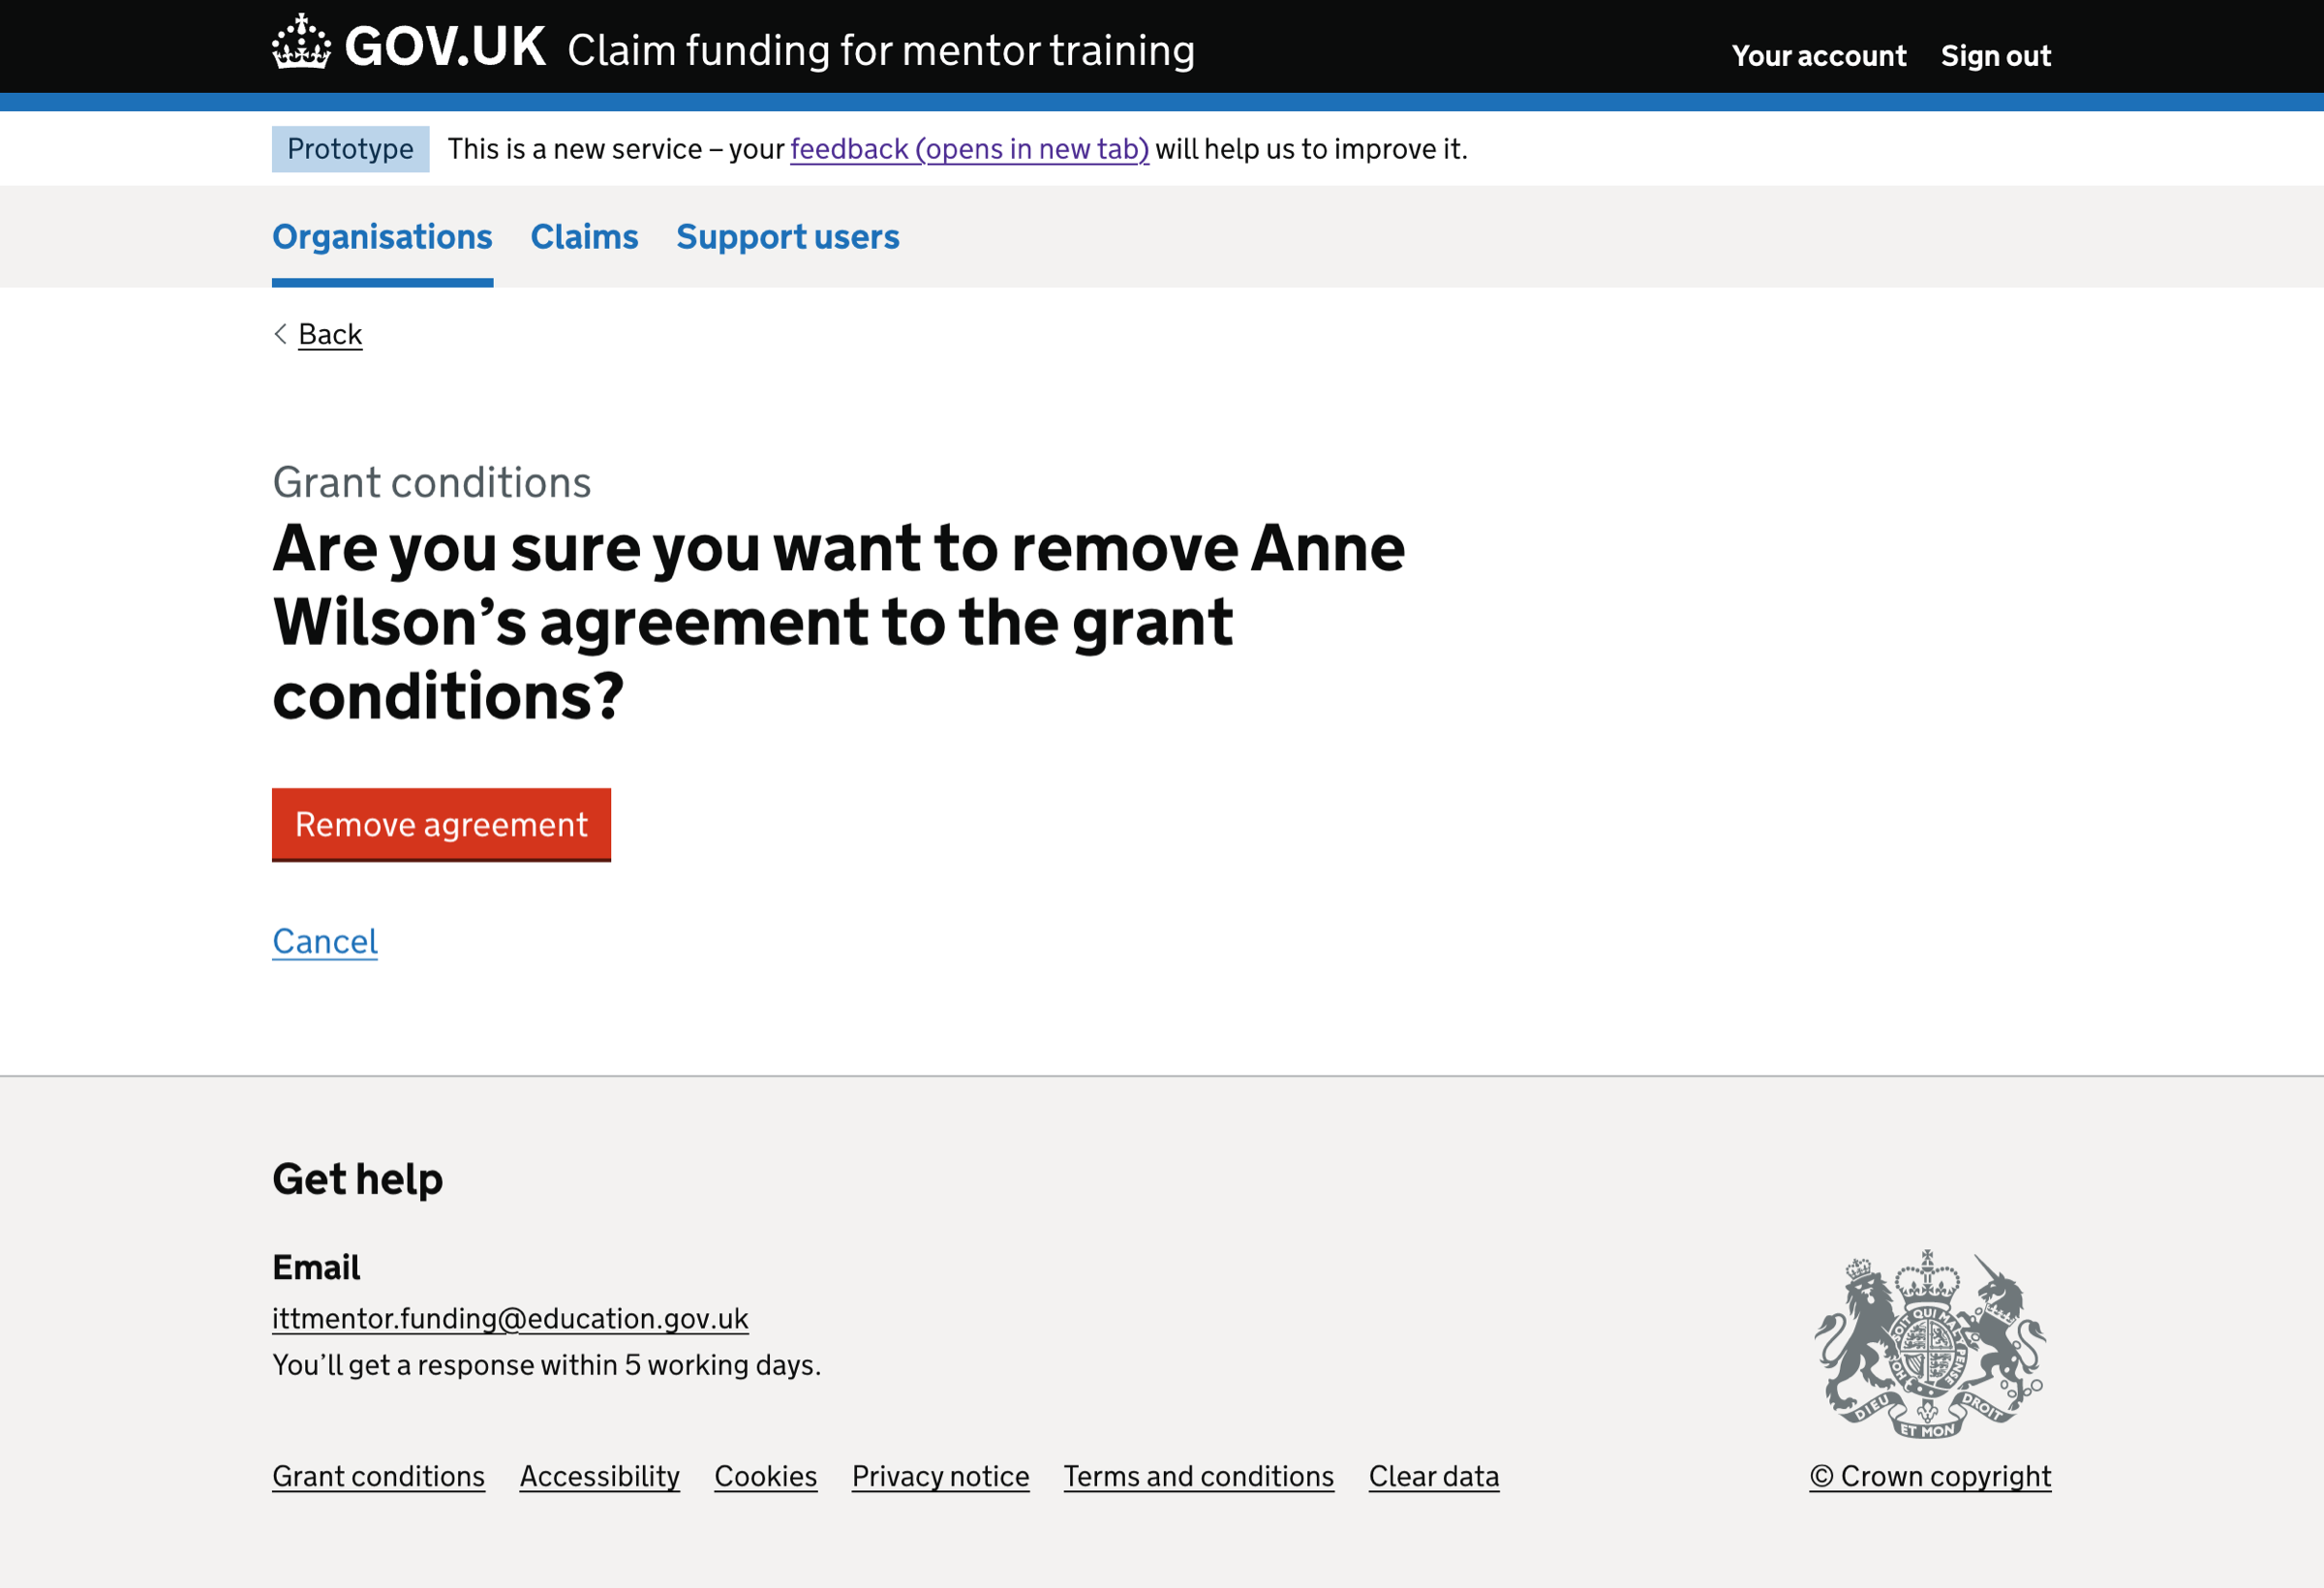 GOV.UK Claim funding for mentor training Your account Sign out
Prototype This is a new service – your feedback (opens in new tab) will help us to improve it.
Organisations Claims Support users
Back
Grant conditions
Are you sure you want to remove Anne
Wilson’s agreement to the grant
conditions?
Remove agreement
Cancel
Get help
Email
ittmentor.funding@education.gov.uk
You’ll get a response within 5 working days.
SOIT QUI MAL Y PENSE
DIEU ET MON DROIT
Grant conditions Accessibility Cookies Privacy notice Terms and conditions Clear data © Crown copyright